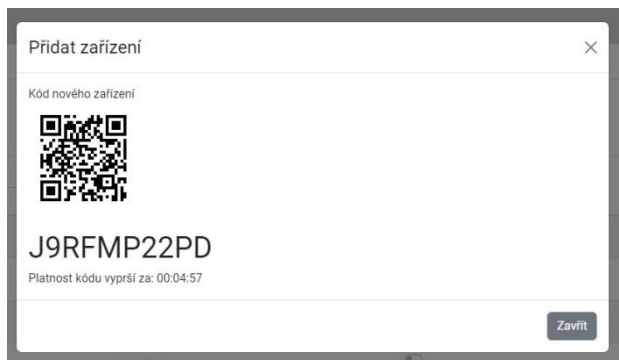 Přidat zařízení
Kód nového zařízení
J9RFMP22PD
Platnost kódu vyprší za: 00:04:57
Zavřít